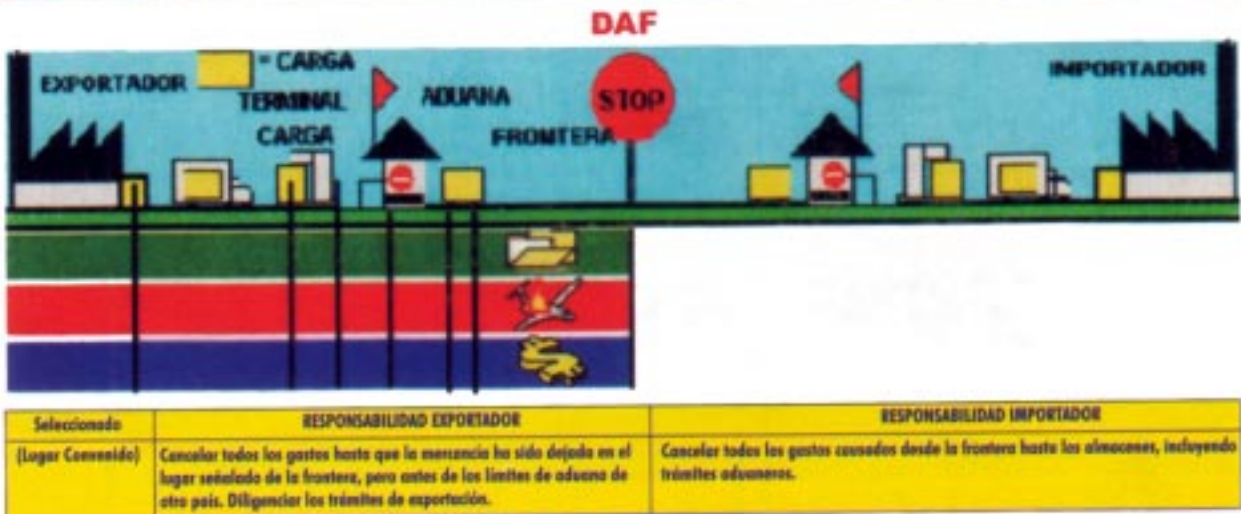 DAF
EXPORTADOR
= CARGA
TERMINAL
CARGA
ADUANA
FROMTERA
STOP
IMPORTADOR
Seleccionado
RESPONSABILIDAD EXPORTADOR
RESPONSABILIDAD IMPORTADOR
(Lugar Convenido)
Cancelar todos los gastos hasta que la mercancía ha sido dejada en el
lugar señalado de la frontera, pero antes de los límites de aduana de
otro país. Diligenciar los trámites de exportación.
Cancelar todos los gastos causados desde la frontera hasta los almacenes, incluyendo
trámites aduaneros.